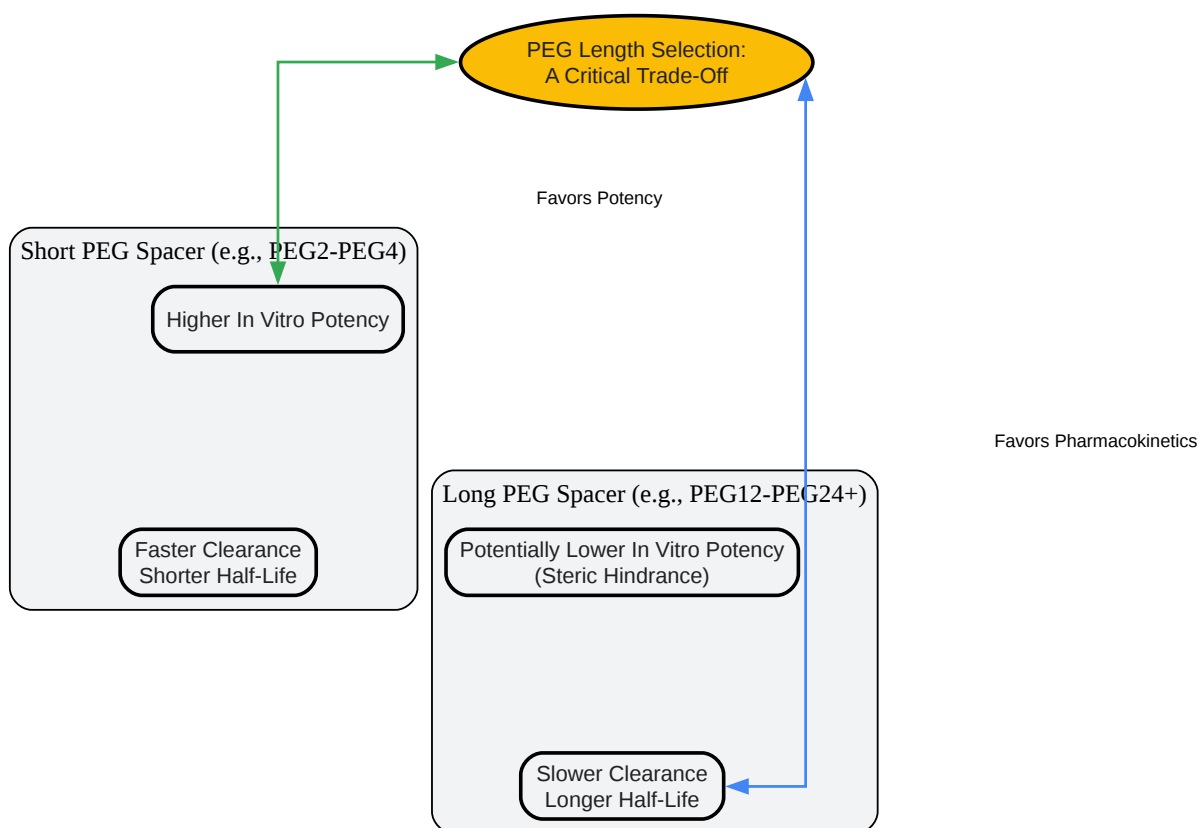 PEG Length Selection:
A Critical Trade-Off
Favors Potency
Short PEG Spacer (e.g., PEG2-PEG4)
Higher In Vitro Potency
Faster Clearance
Shorter Half-Life
Favors Pharmacokinetics
Long PEG Spacer (e.g., PEG12-PEG24+)
Potentially Lower In Vitro Potency
(Steric Hindrance)
Slower Clearance
Longer Half-Life